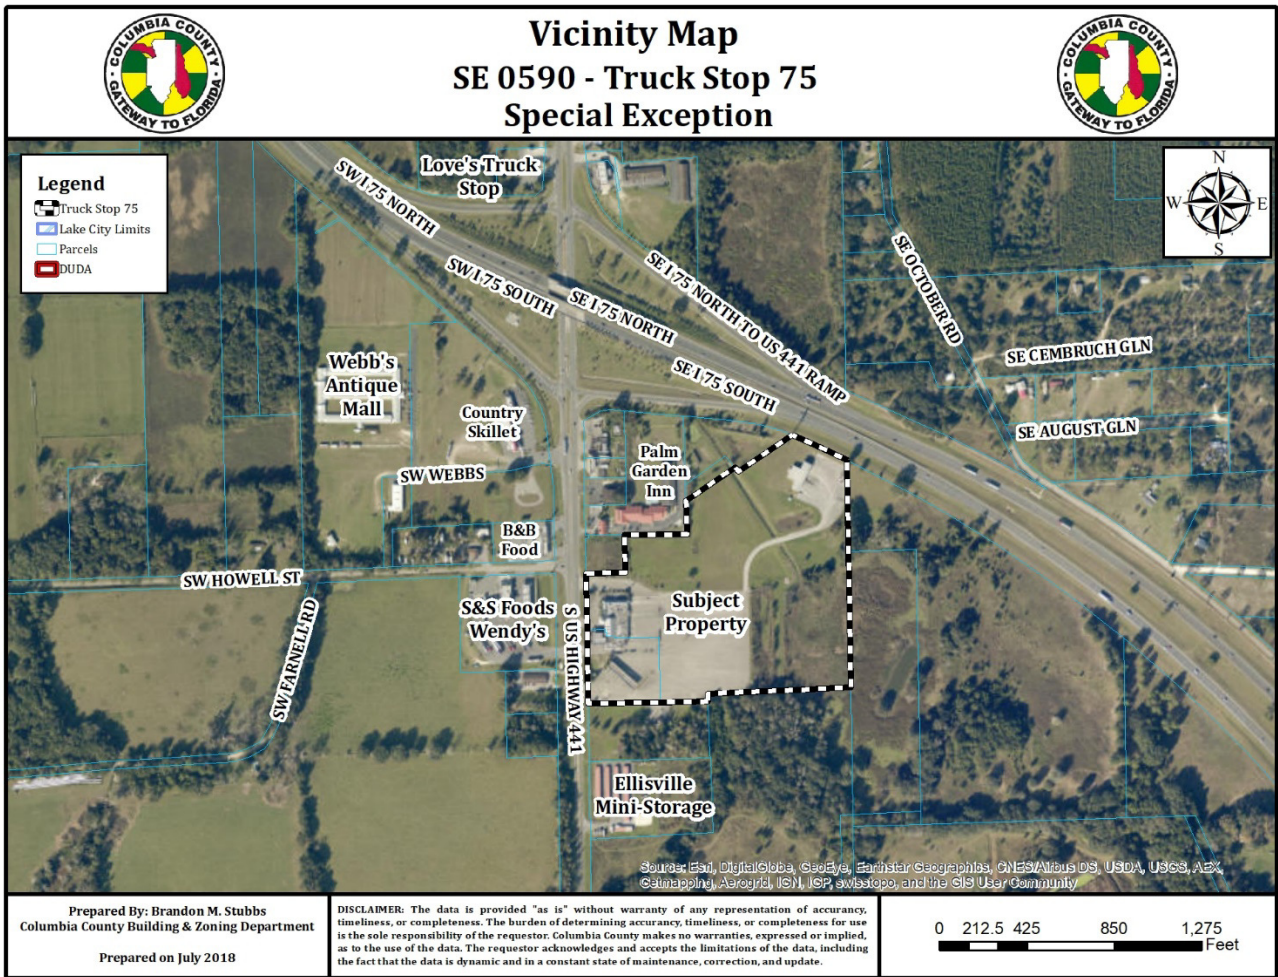 Vicinity Map
SE 0590 - Truck Stop 75
Special Exception
COLUMBIA COUNTY
GATEWAY TO FLORIDA
COLUMBIA COUNTY
GATEWAY TO FLORIDA
Legend
Truck Stop 75
Lake City Limits
Parcels
DUDA
N
W
E
S
Love's Truck
Stop
SW I 75 NORTH
SW I 75 SOUTH
SE I 75 NORTH
SE I 75 SOUTH
SE I 75 NORTH TO US 441 RAMP
SE OCTOBER RD
SE CEMBRUCH GLN
SE AUGUST GLN
Webb's
Antique
Mall
Country
Skillet
SW WEBBS
Palm
Garden
Inn
B&B
Food
SW HOWELL ST
SW FARNELL RD
S&S Foods
Wendy's
S US HIGHWAY 441
Subject
Property
Ellisville
Mini-Storage
Source: Esri, DigitalGlobe, GeoEye, Earthstar Geographics, CNES/Airbus DS, USDA, USGS, AEX,
Getmapping, Aerogrid, IGN, IGP, swisstopo, and the GIS User Community
Prepared By: Brandon M. Stubbs
Columbia County Building & Zoning Department
Prepared on July 2018
DISCLAIMER: The data is provided "as is" without warranty of any representation of accuracy,
timeliness, or completeness. The burden of determining accuracy, timeliness, or completeness for use
is the sole responsibility of the requestor. Columbia County makes no warranties, expressed or implied,
as to the use of the data. The requestor acknowledges and accepts the limitations of the data, including
the fact that the data is dynamic and in a constant state of maintenance, correction, and update.
0 212.5 425 850 1,275
Feet